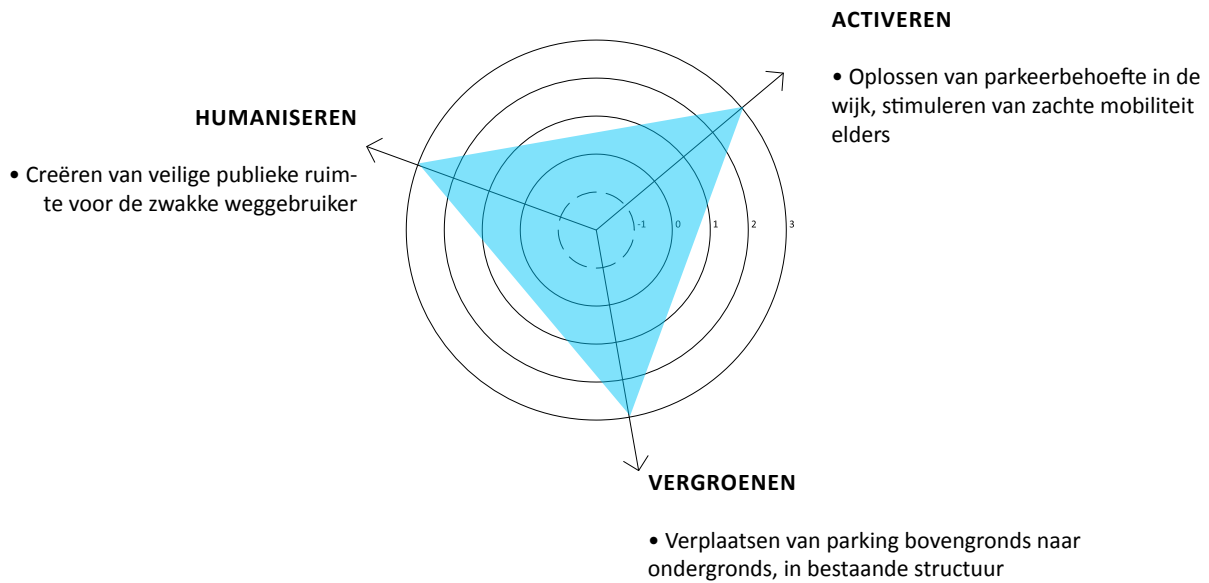 ACTIVEREN
• Oplossen van parkeerbehoefte in de
wijk, stimuleren van zachte mobiliteit
elders
HUMANISEREN
• Creëren van veilige publieke ruim-
te voor de zwakke weggebruiker
-1 0 1 2 3
VERGROENEN
• Verplaatsen van parking bovengronds naar
ondergronds, in bestaande structuur